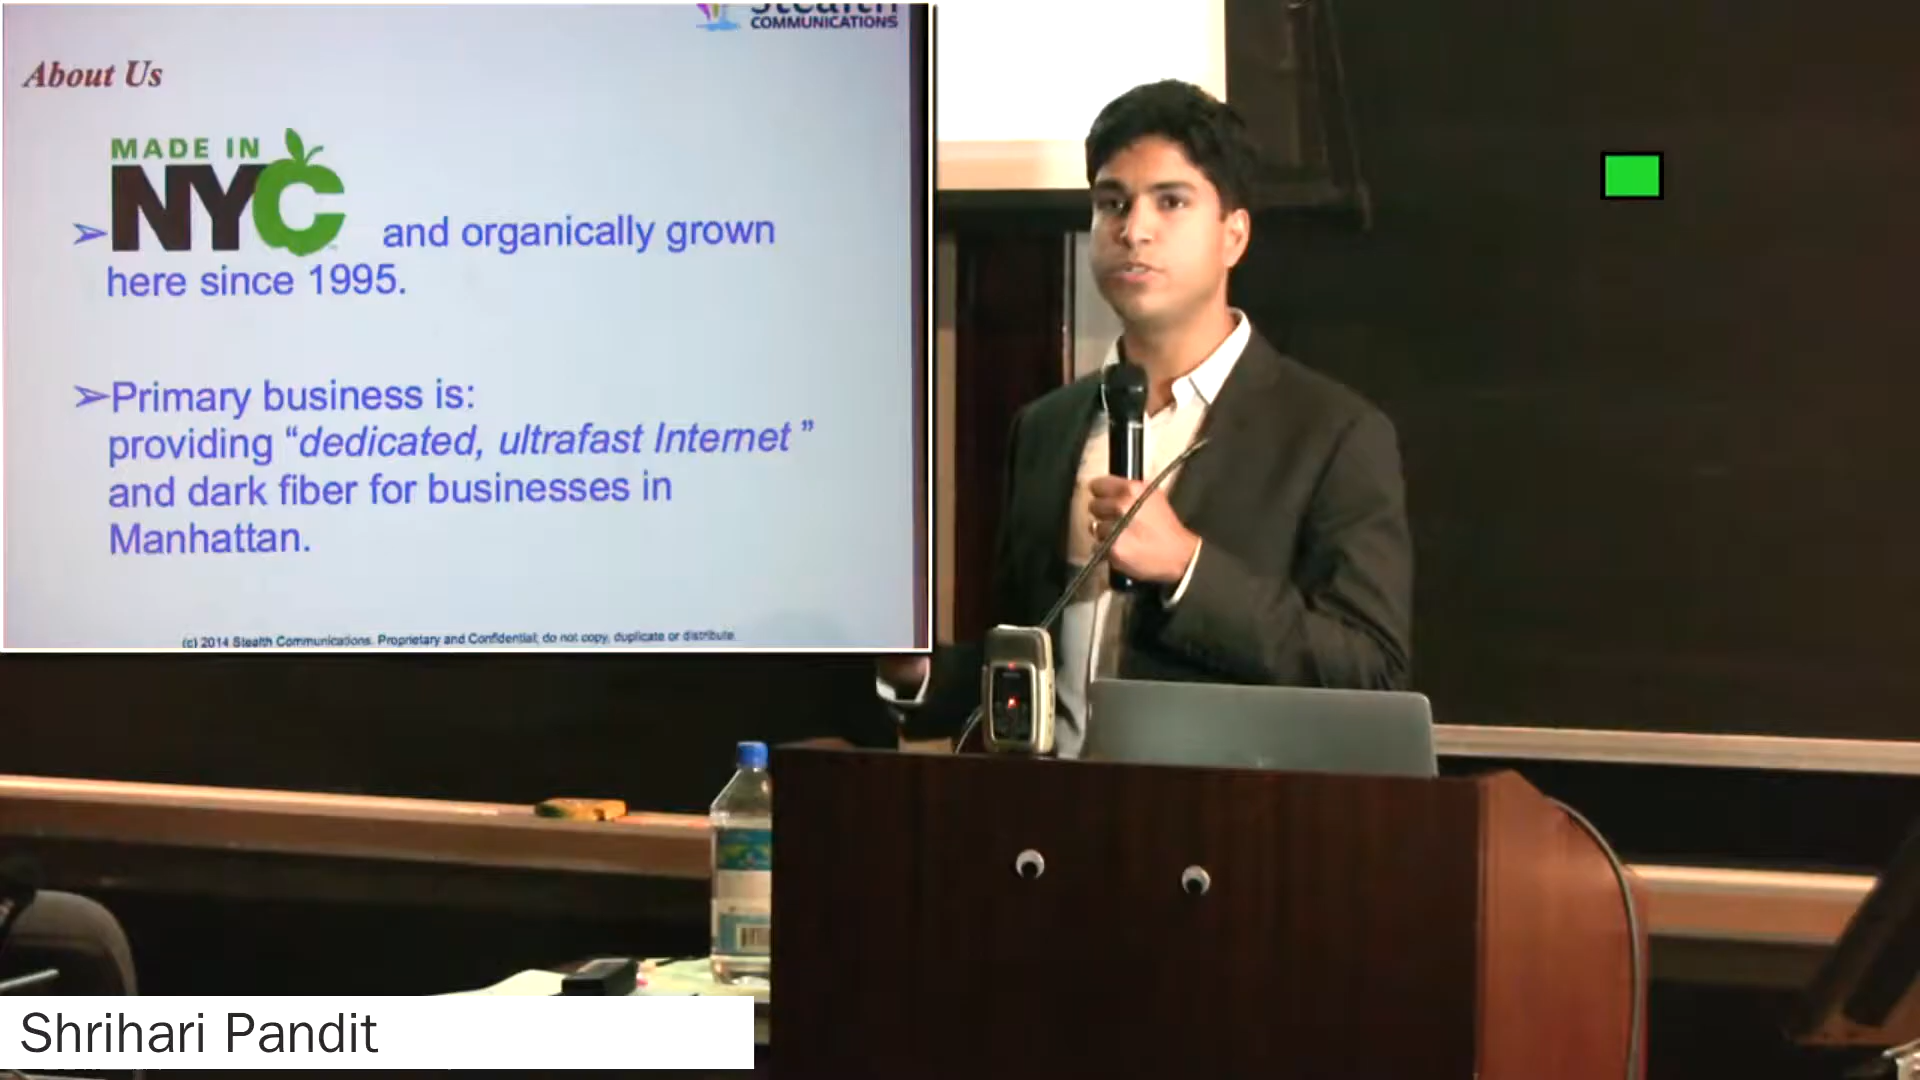 Stealth
COMMUNICATIONS
About Us
MADE IN
NYC and organically grown
here since 1995.
Primary business is:
providing “dedicated, ultrafast Internet ”
and dark fiber for businesses in
Manhattan.
(c) 2014 Stealth Communications. Proprietary and Confidential; do not copy, duplicate or distribute.
Shrihari Pandit